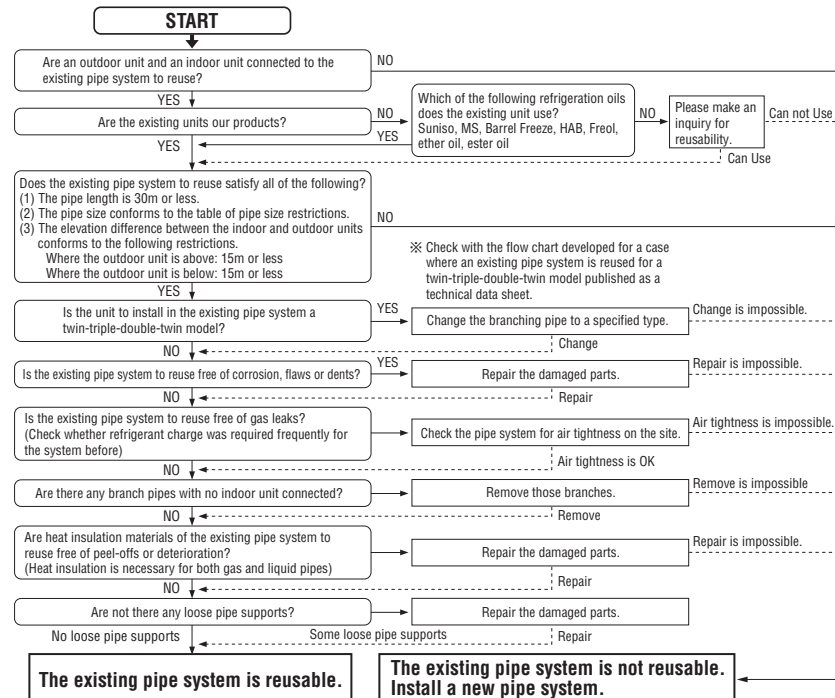 START
Are an outdoor unit and an indoor unit connected to the
existing pipe system to reuse?
NO
YES
Are the existing units our products?
NO
YES
Which of the following refrigeration oils
does the existing unit use?
Suniso, MS, Barrel Freeze, HAB, Freol,
ether oil, ester oil
NO
YES
Please make an
inquiry for
reusability.
Can not Use
Can Use
Does the existing pipe system to reuse satisfy all of the following?
(1) The pipe length is 30m or less.
(2) The pipe size conforms to the table of pipe size restrictions.
(3) The elevation difference between the indoor and outdoor units
conforms to the following restrictions.
Where the outdoor unit is above: 15m or less
Where the outdoor unit is below: 15m or less
NO
YES
※ Check with the flow chart developed for a case
where an existing pipe system is reused for a
twin-triple-double-twin model published as a
technical data sheet.
Is the unit to install in the existing pipe system a
twin-triple-double-twin model?
YES
Change the branching pipe to a specified type.
Change is impossible.
NO
Change
Is the existing pipe system to reuse free of corrosion, flaws or dents?
YES
Repair the damaged parts.
Repair is impossible.
NO
Repair
Is the existing pipe system to reuse free of gas leaks?
(Check whether refrigerant charge was required frequently for
the system before)
Check the pipe system for air tightness on the site.
Air tightness is impossible.
NO
Air tightness is OK
Are there any branch pipes with no indoor unit connected?
Remove those branches.
Remove is impossible
NO
Remove
Are heat insulation materials of the existing pipe system to
reuse free of peel-offs or deterioration?
(Heat insulation is necessary for both gas and liquid pipes)
Repair the damaged parts.
Repair is impossible.
NO
Repair
Are not there any loose pipe supports?
Repair the damaged parts.
No loose pipe supports
Some loose pipe supports
Repair
The existing pipe system is reusable.
The existing pipe system is not reusable.
Install a new pipe system.